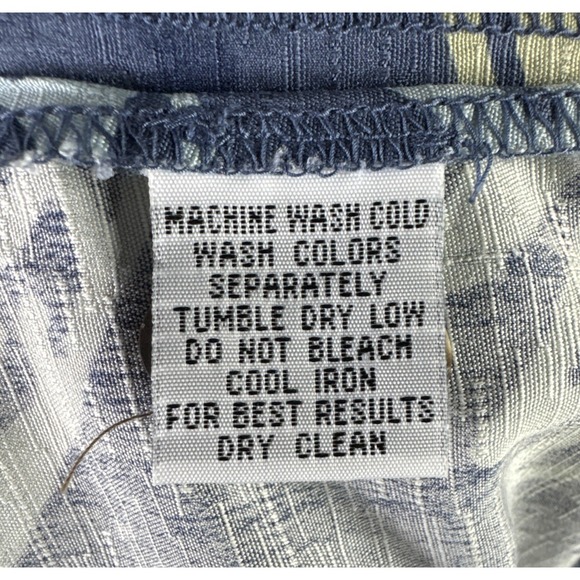 MACHINE WASH COLD
WASH COLORS
SEPARATELY
TUMBLE DRY LOW
DO NOT BLEACH
COOL IRON
FOR BEST RESULTS
DRY CLEAN